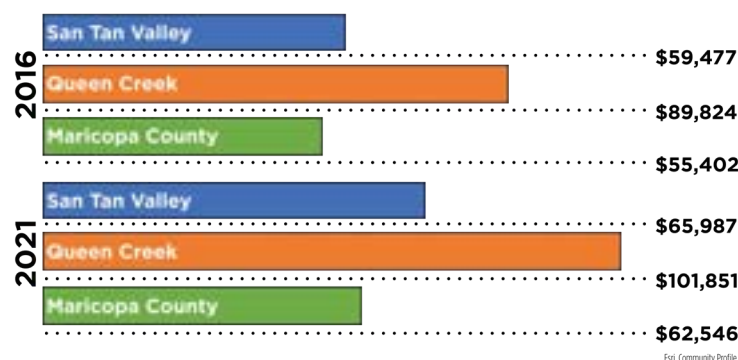 2016
San Tan Valley
$59,477
Queen Creek
$89,824
Maricopa County
$55,402
2021
San Tan Valley
$65,987
Queen Creek
$101,851
Maricopa County
$62,546
Esri, Community Profile